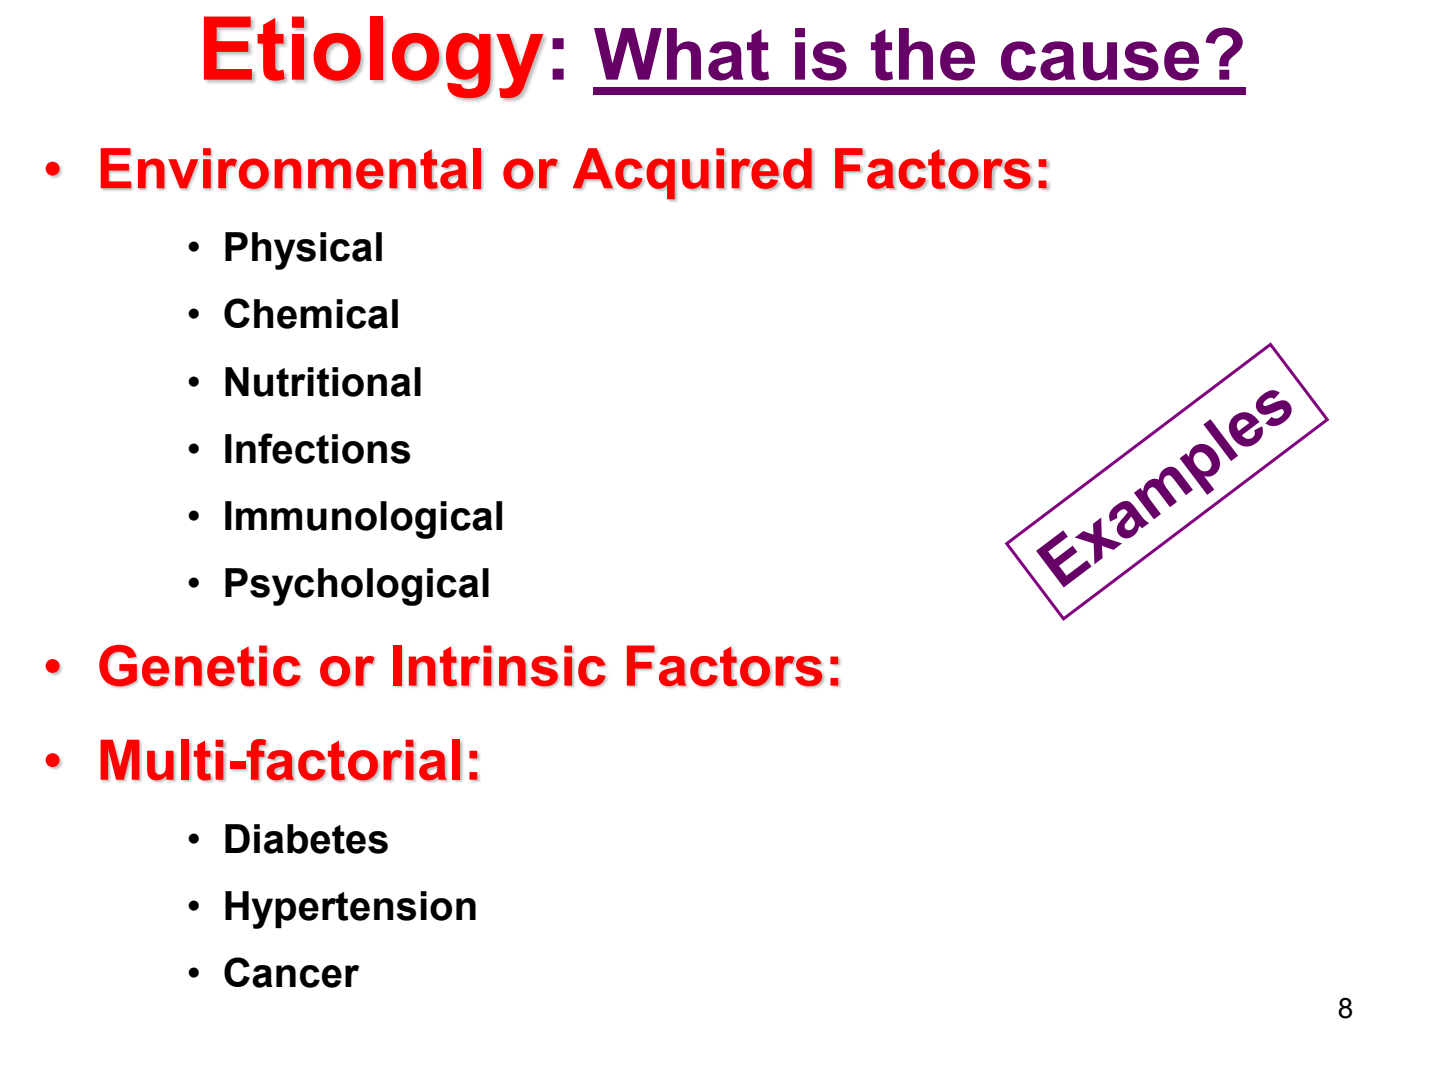 Etiology: What is the cause?
• Environmental or Acquired Factors:
• Physical
• Chemical
• Nutritional
• Infections
• Immunological
• Psychological
Examples
• Genetic or Intrinsic Factors:
• Multi-factorial:
• Diabetes
• Hypertension
• Cancer
8